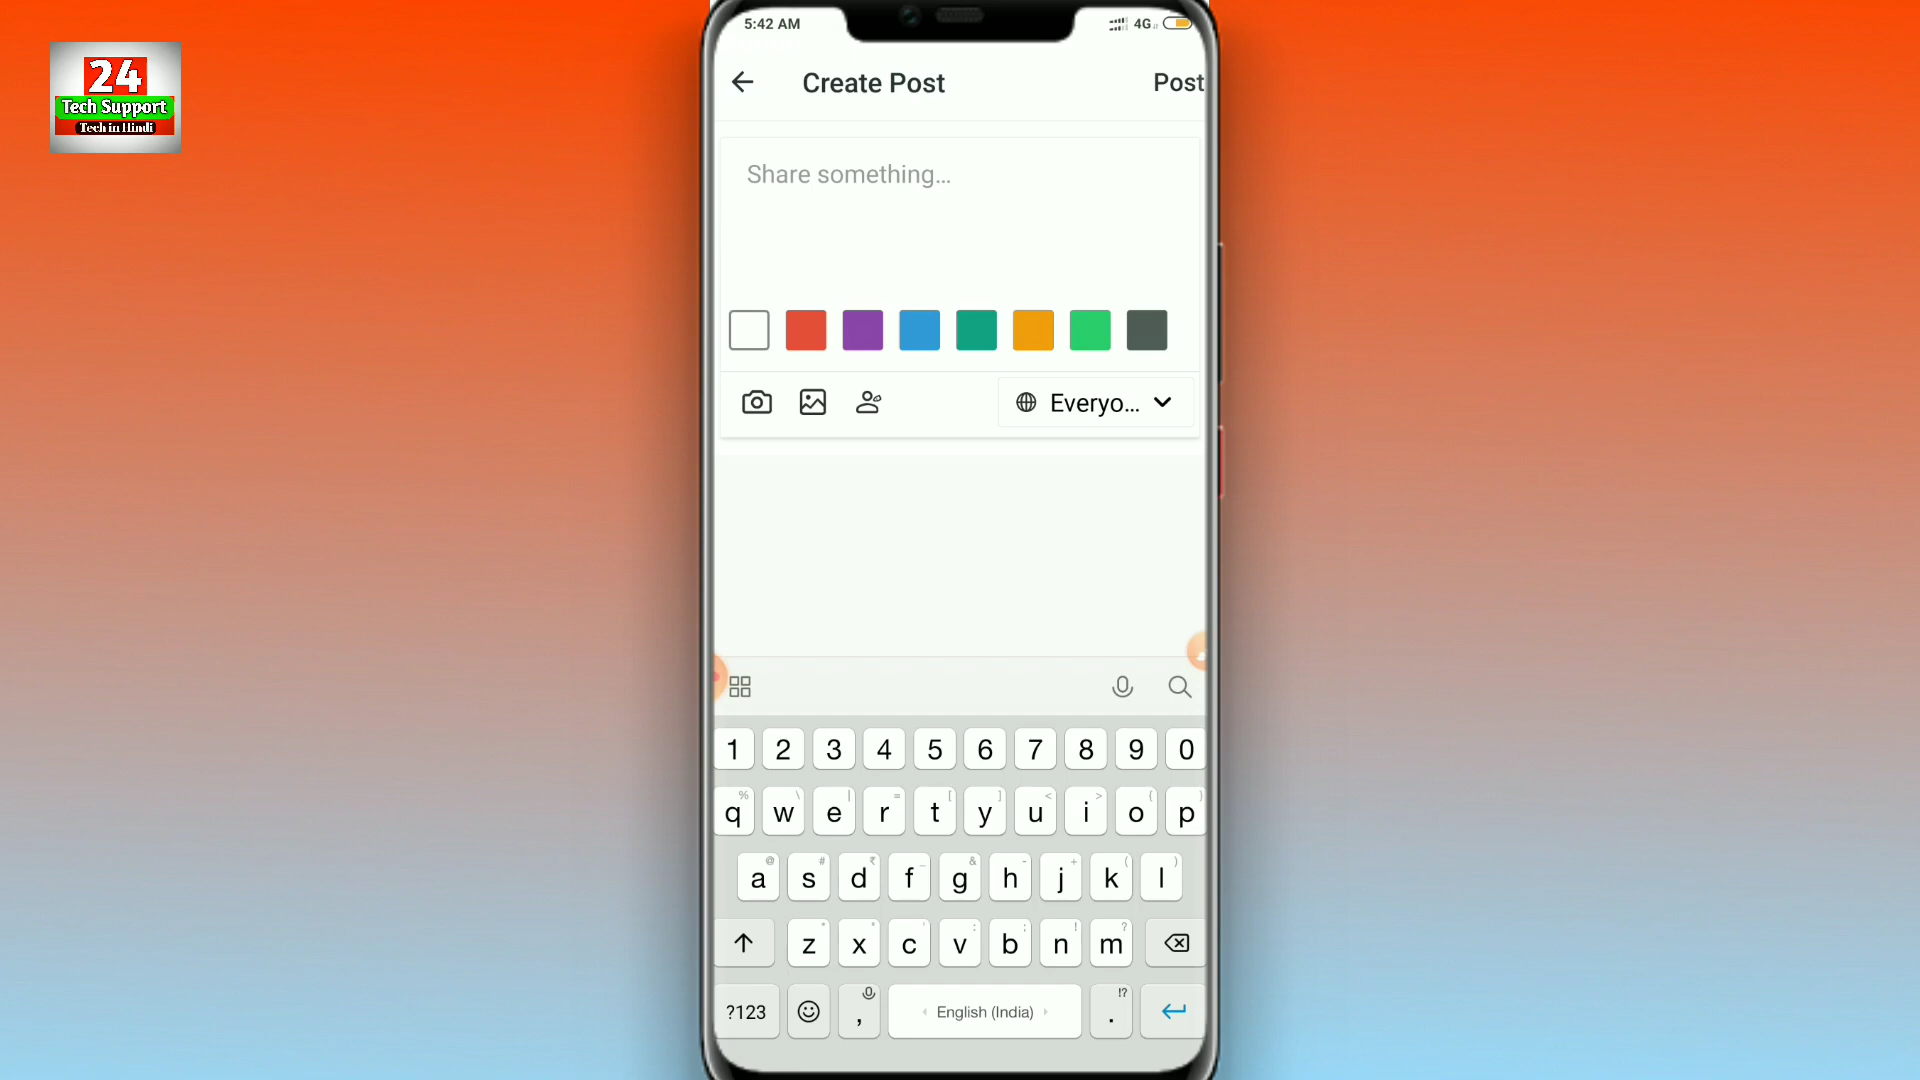 24
Tech Support
Tech in Hindi
5:42 AM
4G
Create Post
Post
Share something...
Everyo...
1 2 3 4 5 6 7 8 9 0
% \ | = [ ] < > { }
q w e r t y u i o p
@ # ₹ _ & - + ( )
a s d f g h j k l
* " ' : ; ! ?
z x c v b n m
!?
?123 , English (India) .